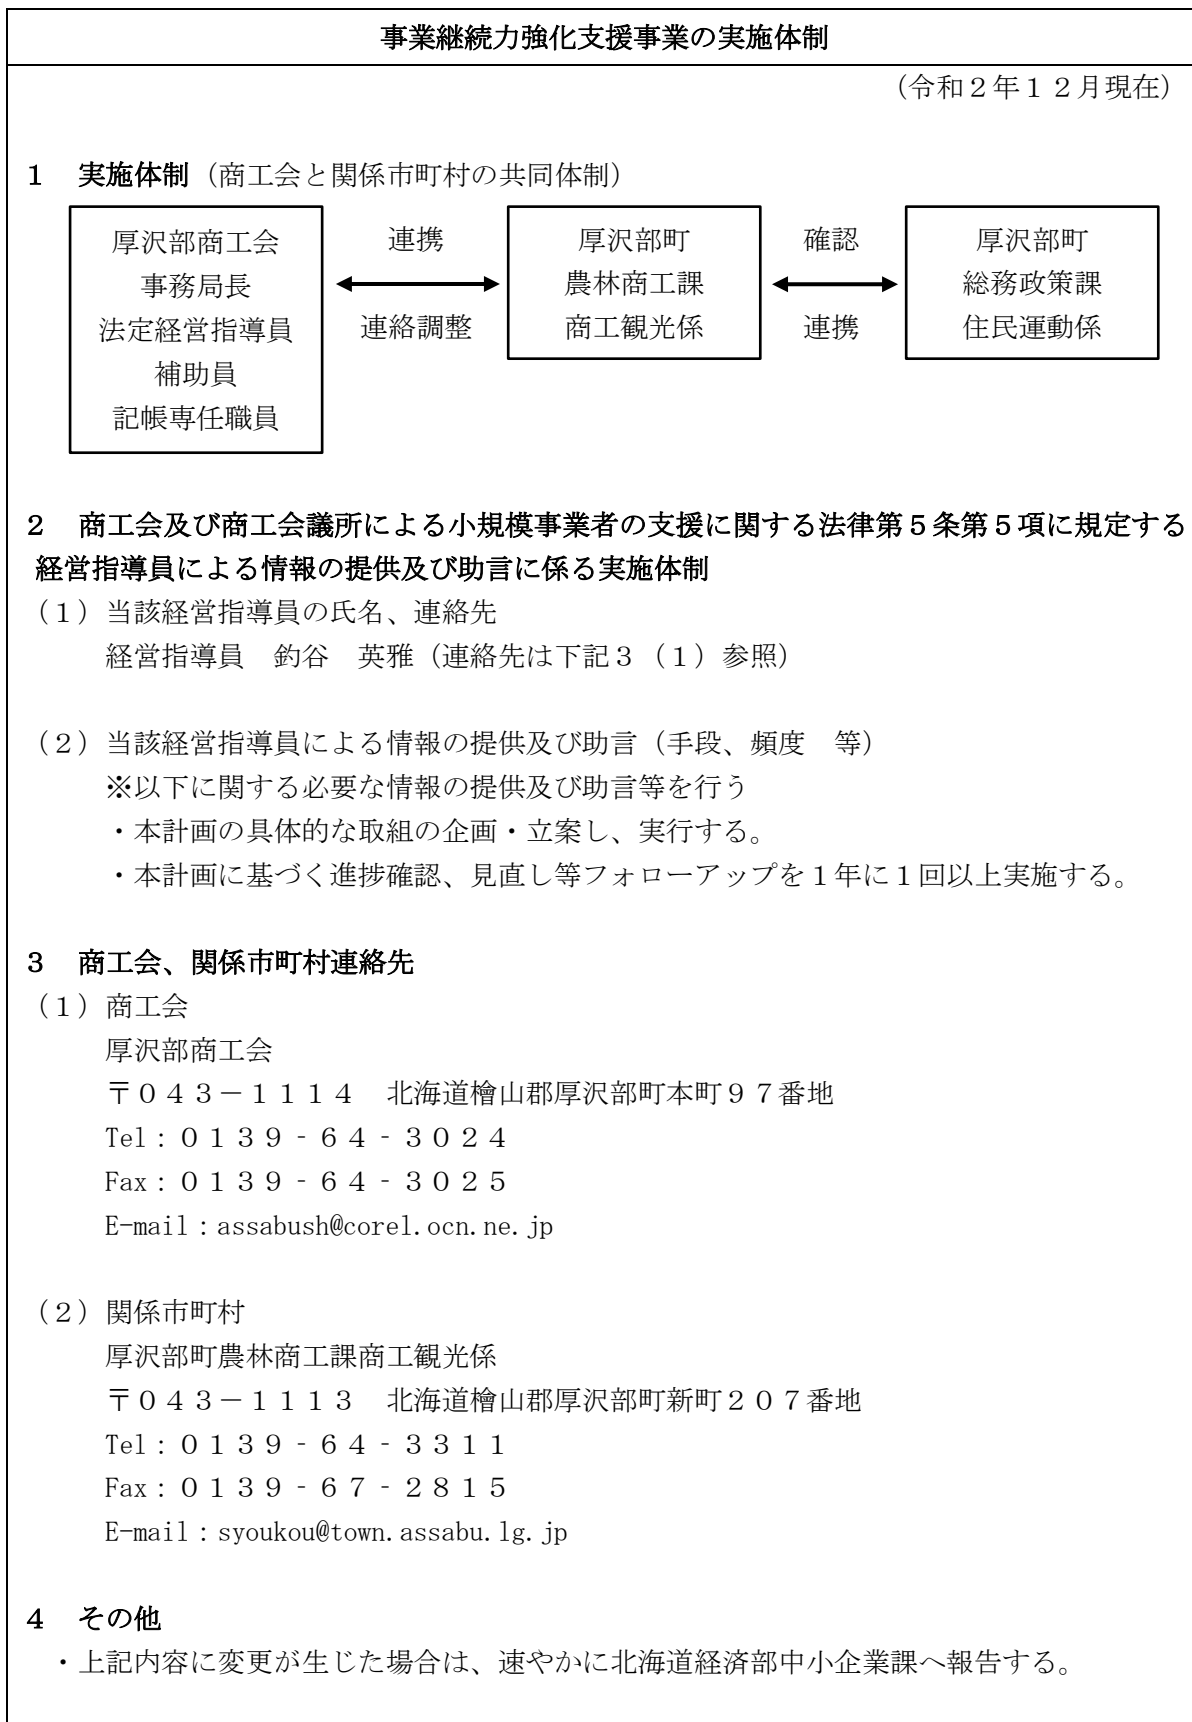 事業継続力強化支援事業の実施体制
(令和２年１２月現在)
１　実施体制（商工会と関係市町村の共同体制）
厚沢部商工会
事務局長
法定経営指導員
補助員
記帳専任職員
連携
連絡調整
厚沢部町
農林商工課
商工観光係
確認
連携
厚沢部町
総務政策課
住民運動係
２　商工会及び商工会議所による小規模事業者の支援に関する法律第５条第５項に規定する
経営指導員による情報の提供及び助言に係る実施体制
（１）当該経営指導員の氏名、連絡先
経営指導員　釣谷　英雅（連絡先は下記３（１）参照）
（２）当該経営指導員による情報の提供及び助言（手段、頻度　等）
※以下に関する必要な情報の提供及び助言等を行う
・本計画の具体的な取組の企画・立案し、実行する。
・本計画に基づく進捗確認、見直し等フォローアップを１年に１回以上実施する。
３　商工会、関係市町村連絡先
（１）商工会
厚沢部商工会
〒０４３－１１１４　北海道檜山郡厚沢部町本町９７番地
Tel：０１３９‐６４‐３０２４
Fax：０１３９‐６４‐３０２５
E-mail：assabush@corel.ocn.ne.jp
（２）関係市町村
厚沢部町農林商工課商工観光係
〒０４３－１１１３　北海道檜山郡厚沢部町新町２０７番地
Tel：０１３９‐６４‐３３１１
Fax：０１３９‐６７‐２８１５
E-mail：syoukou@town.assabu.lg.jp
４　その他
・上記内容に変更が生じた場合は、速やかに北海道経済部中小企業課へ報告する。